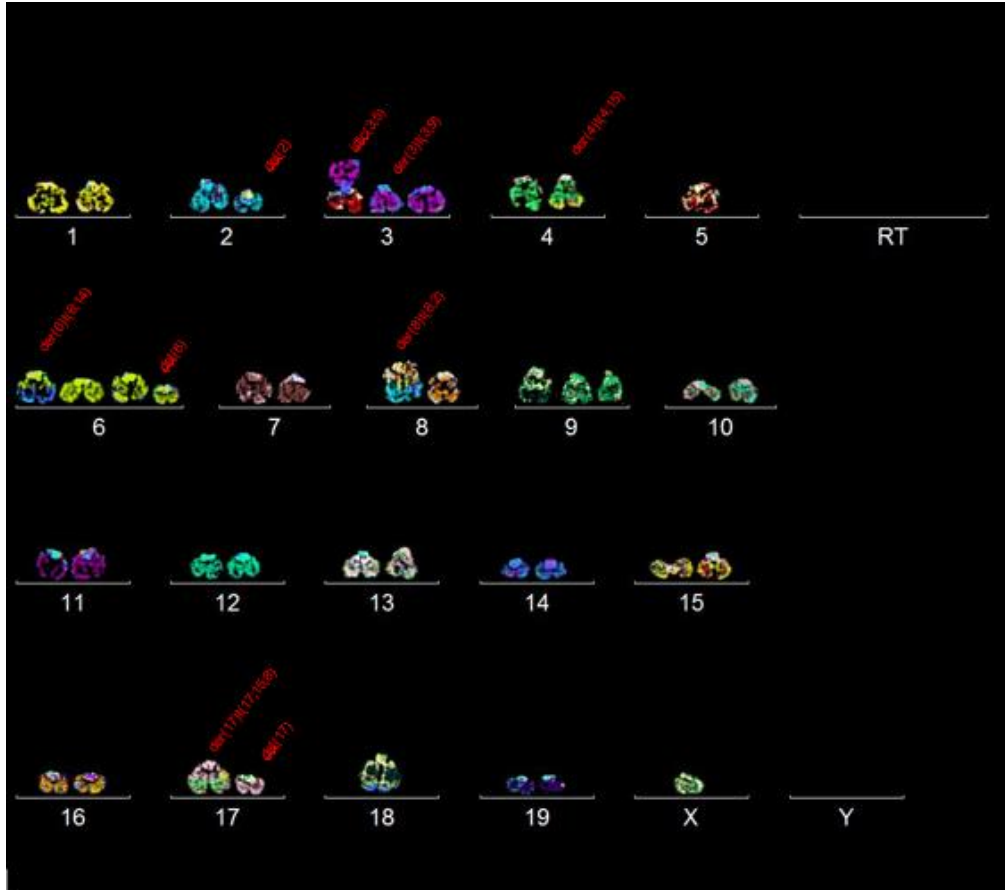 del(2)
der(3)t(3;9)
der(4)t(4;15)
1 2 3 4 5 RT
der(6)t(6;14)
del(6)
der(8)t(8;2)
6 7 8 9 10
11 12 13 14 15
del(17)
16 17 18 19 X Y